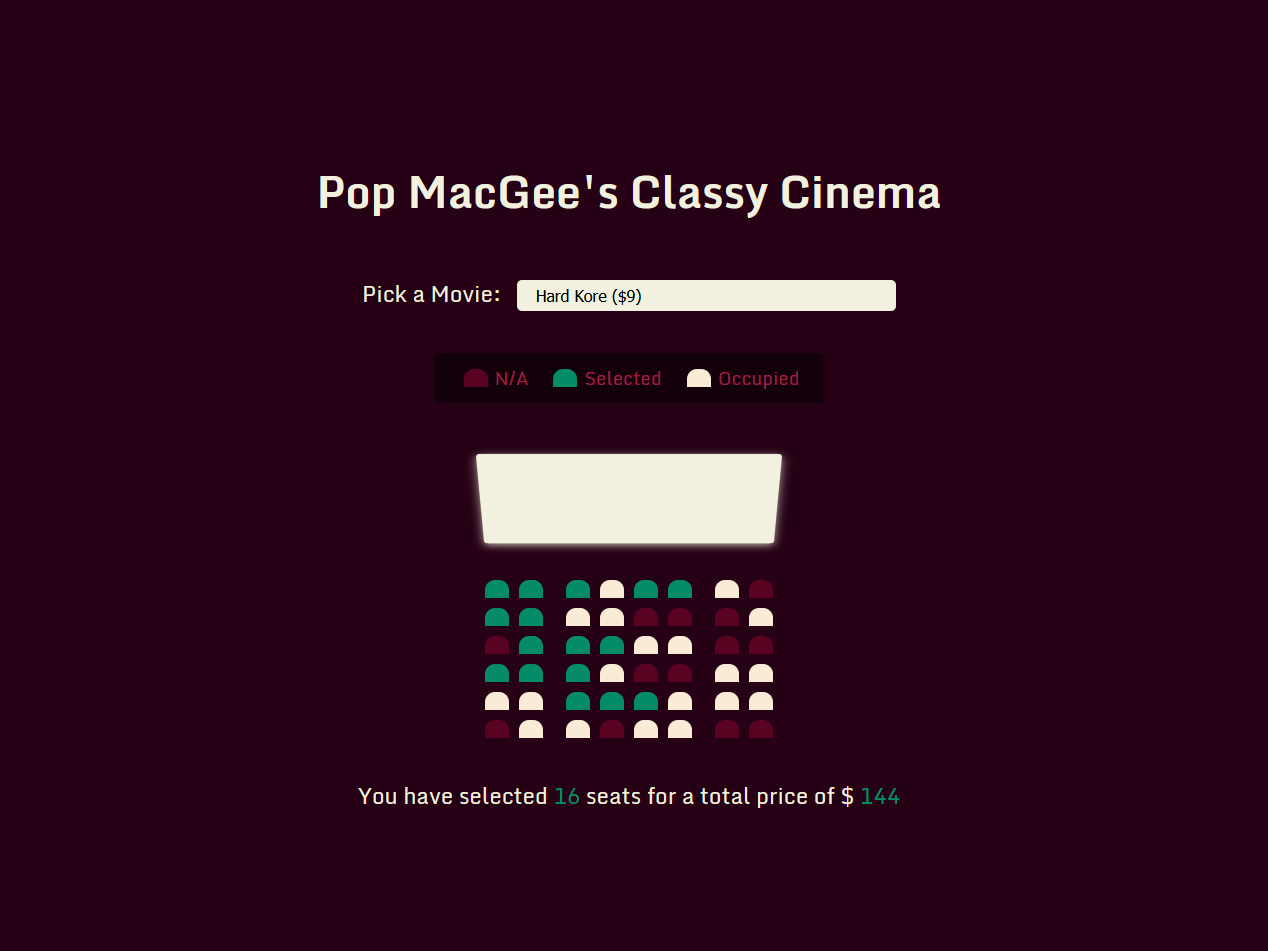 Pop MacGee's Classy Cinema
Pick a Movie: Hard Kore ($9)
N/A Selected Occupied
You have selected 16 seats for a total price of $ 144